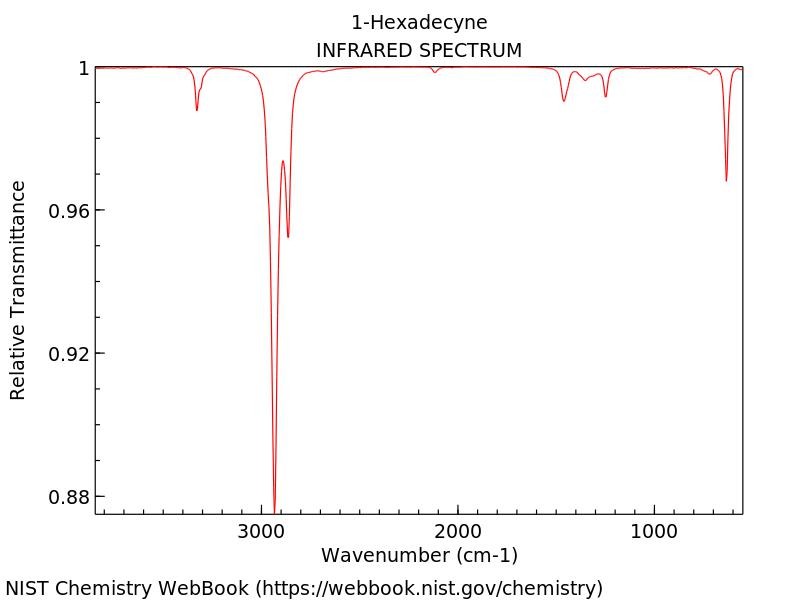 1-Hexadecyne
INFRARED SPECTRUM
1
0.96
0.92
0.88
Relative Transmittance
3000 2000 1000
Wavenumber (cm-1)
NIST Chemistry WebBook (https://webbook.nist.gov/chemistry)